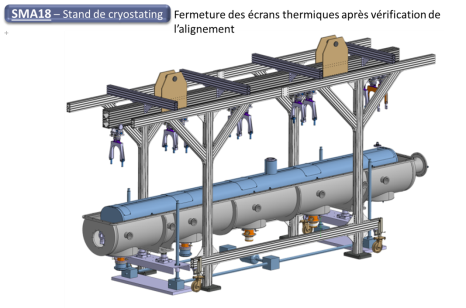 SMA18 – Stand de cryostating
Fermeture des écrans thermiques après vérification de
l’alignement